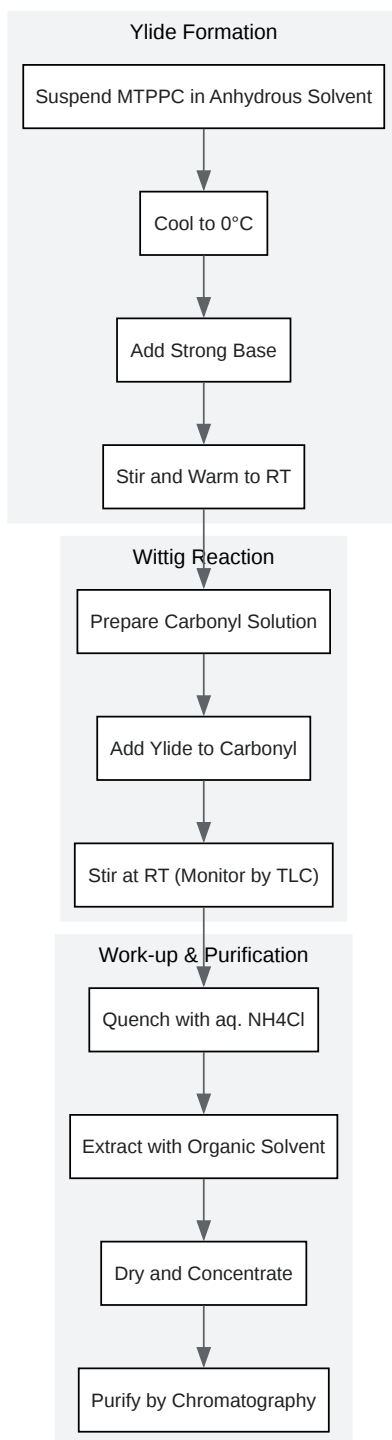 Ylide Formation
Suspend MTPPC in Anhydrous Solvent
Cool to 0°C
Add Strong Base
Stir and Warm to RT
Wittig Reaction
Prepare Carbonyl Solution
Add Ylide to Carbonyl
Stir at RT (Monitor by TLC)
Work-up & Purification
Quench with aq. NH4Cl
Extract with Organic Solvent
Dry and Concentrate
Purify by Chromatography